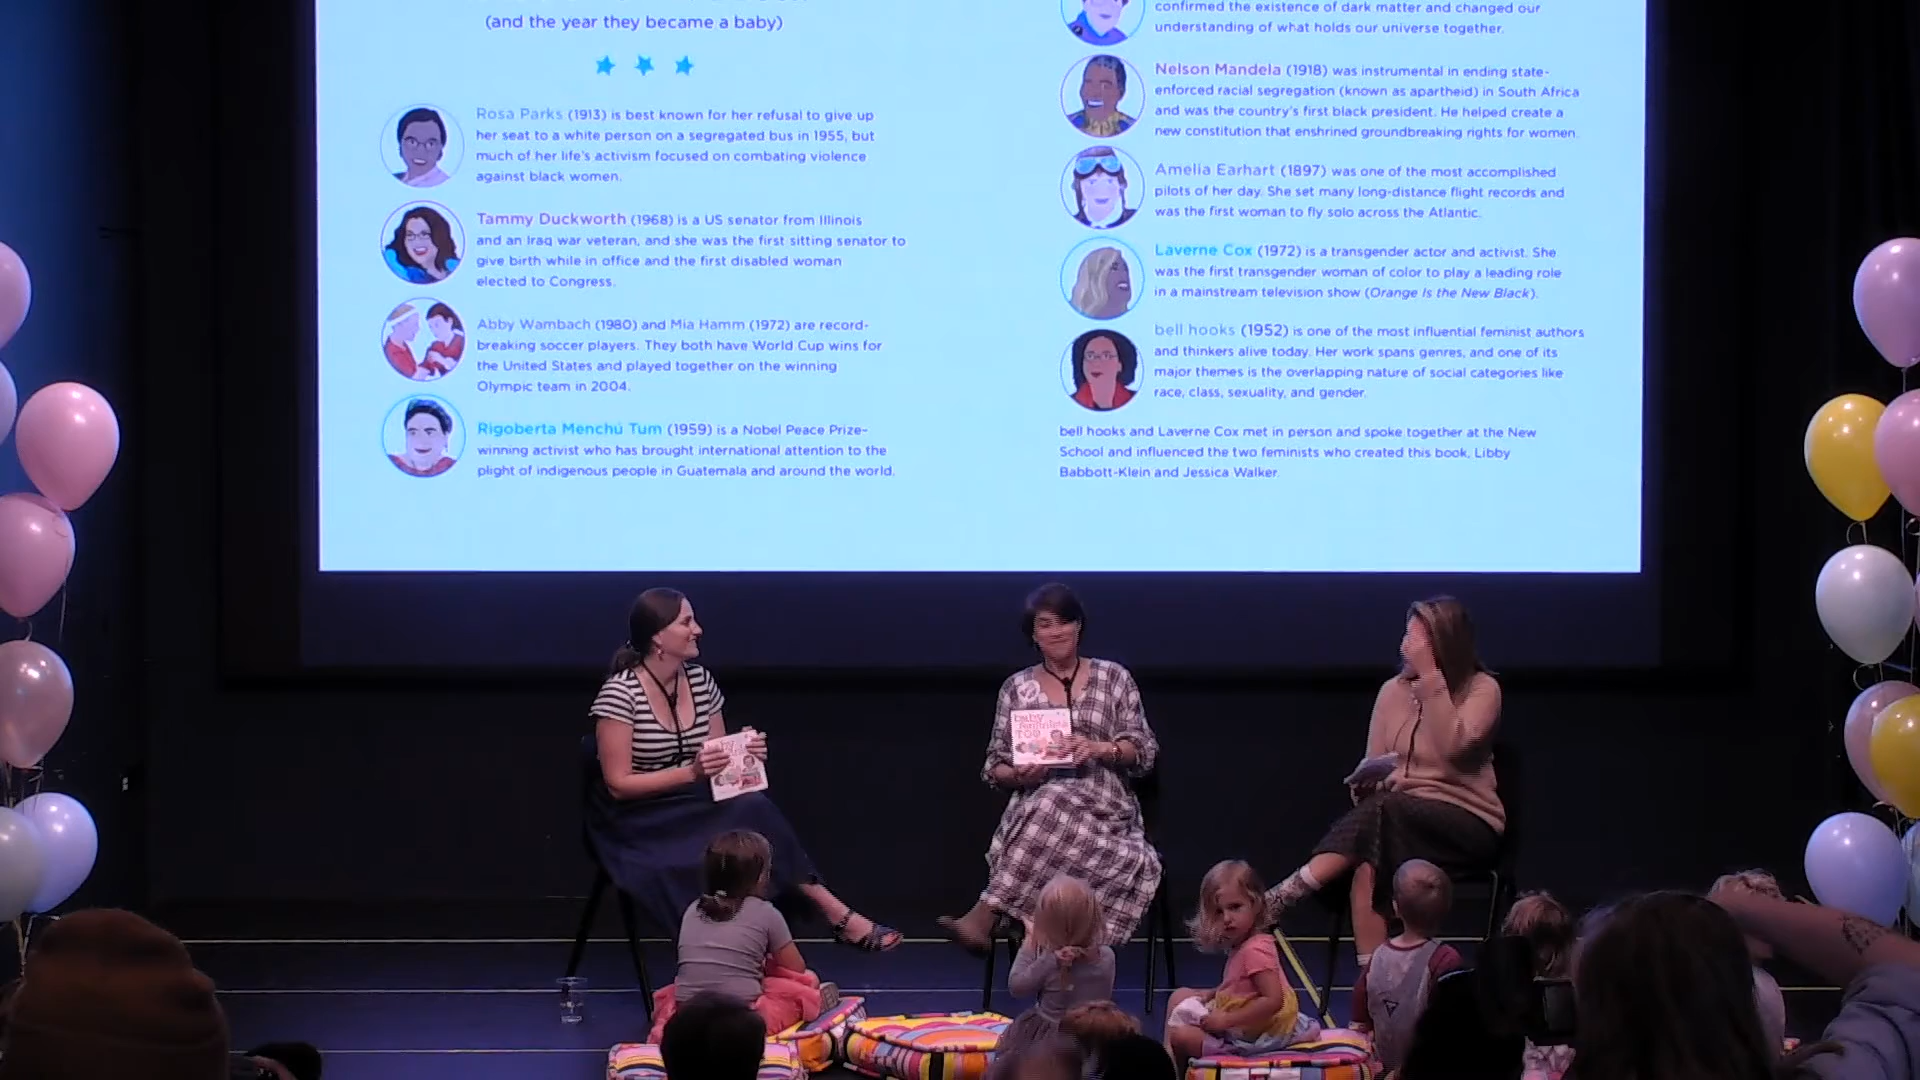 (and the year they became a baby)
Rosa Parks (1913) is best known for her refusal to give up
her seat to a white person on a segregated bus in 1955, but
much of her life's activism focused on combating violence
against black women.
Tammy Duckworth (1968) is a US senator from Illinois
and an Iraq war veteran, and she was the first sitting senator to
give birth while in office and the first disabled woman
elected to Congress.
Abby Wambach (1980) and Mia Hamm (1972) are record-
breaking soccer players. They both have World Cup wins for
the United States and played together on the winning
Olympic team in 2004.
Rigoberta Menchú Tum (1959) is a Nobel Peace Prize-
winning activist who has brought international attention to the
plight of indigenous people in Guatemala and around the world.
confirmed the existence of dark matter and changed our
understanding of what holds our universe together.
Nelson Mandela (1918) was instrumental in ending state-
enforced racial segregation (known as apartheid) in South Africa
and was the country's first black president. He helped create a
new constitution that enshrined groundbreaking rights for women.
Amelia Earhart (1897) was one of the most accomplished
pilots of her day. She set many long-distance flight records and
was the first woman to fly solo across the Atlantic.
Laverne Cox (1972) is a transgender actor and activist. She
was the first transgender woman of color to play a leading role
in a mainstream television show (Orange Is the New Black).
bell hooks (1952) is one of the most influential feminist authors
and thinkers alive today. Her work spans genres, and one of its
major themes is the overlapping nature of social categories like
race, class, sexuality, and gender.
bell hooks and Laverne Cox met in person and spoke together at the New
School and influenced the two feminists who created this book, Libby
Babbott-Klein and Jessica Walker.
baby
feminists
TOO